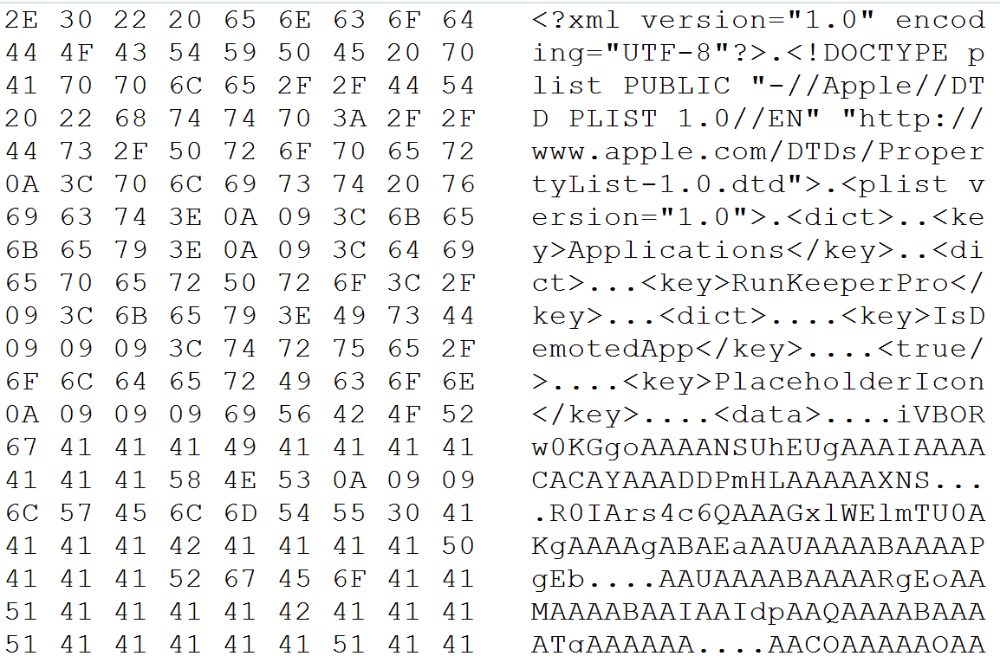 2E 30 22 20 65 6E 63 6F 64 <?xml version="1.0" encod
44 4F 43 54 59 50 45 20 70 ing="UTF-8"?>.<!DOCTYPE p
41 70 70 6C 65 2F 2F 44 54 list PUBLIC "-//Apple//DT
20 22 68 74 74 70 3A 2F 2F D PLIST 1.0//EN" "http://
44 73 2F 50 72 6F 70 65 72 www.apple.com/DTDs/Proper
0A 3C 70 6C 69 73 74 20 76 tyList-1.0.dtd">.<plist v
69 63 74 3E 0A 09 3C 6B 65 ersion="1.0">.<dict>..<ke
6B 65 79 3E 0A 09 3C 64 69 y>Applications</key>..<di
65 70 65 72 50 72 6F 3C 2F ct>...<key>RunKeeperPro</
09 3C 6B 65 79 3E 49 73 44 key>...<dict>....<key>IsD
09 09 09 3C 74 72 75 65 2F emotedApp</key>....<true/
6F 6C 64 65 72 49 63 6F 6E >....<key>PlaceholderIcon
0A 09 09 09 69 56 42 4F 52 </key>....<data>....iVBOR
67 41 41 41 49 41 41 41 41 w0KGgoAAAANSUhEUgAAAIAAAA
41 41 41 58 4E 53 0A 09 09 CACAYAAADDPmHLAAAAAXNS...
6C 57 45 6C 6D 54 55 30 41 .R0IArs4c6QAAAGxlWElmTU0A
41 41 41 42 41 41 41 41 50 KgAAAAgABAEaAAUAAAABAAAAP
41 41 41 52 67 45 6F 41 41 gEb....AAUAAAABAAAARgEoAA
51 41 41 41 41 42 41 41 41 MAAAABAAIAAIdpAAQAAAABAAA
51 41 41 41 41 41 51 41 41 ATgAAAAAA....AACQAAAAAQAA